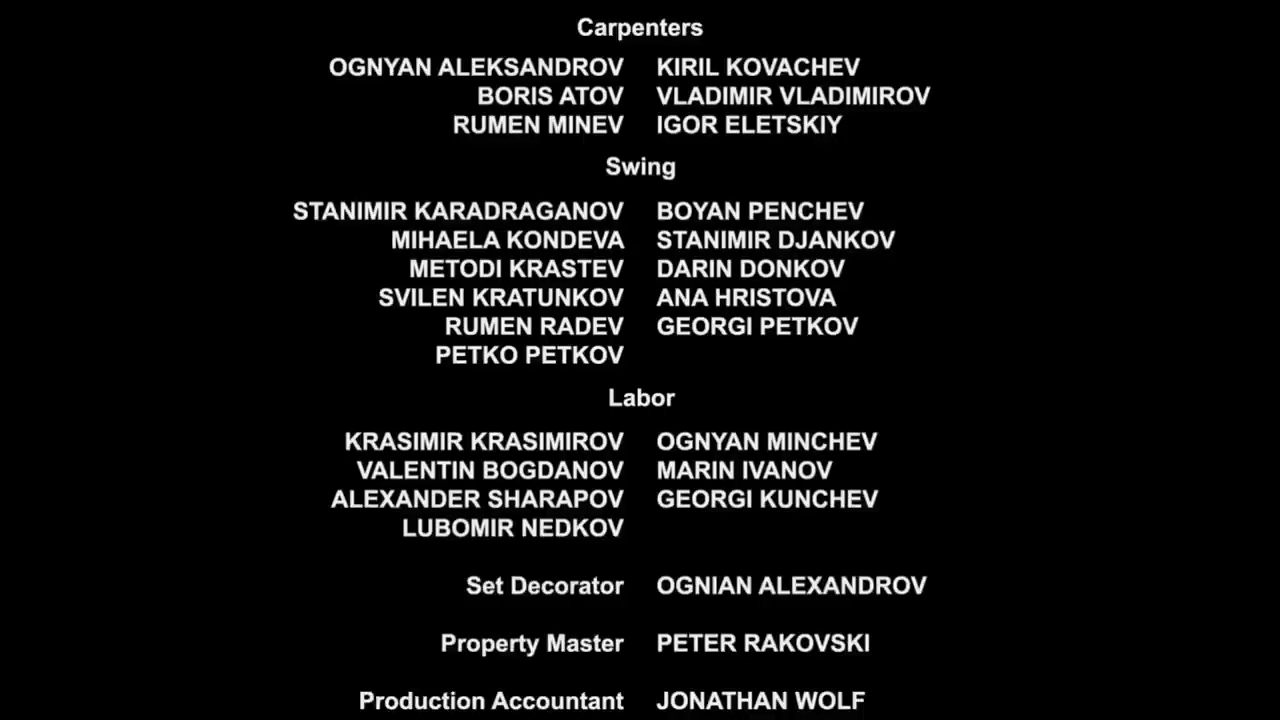 Carpenters
OGNYAN ALEKSANDROV KIRIL KOVACHEV
BORIS ATOV VLADIMIR VLADIMIROV
RUMEN MINEV IGOR ELETSKIY
Swing
STANIMIR KARADRAGANOV BOYAN PENCHEV
MIHAELA KONDEVA STANIMIR DJANKOV
METODI KRASTEV DARIN DONKOV
SVILEN KRATUNKOV ANA HRISTOVA
RUMEN RADEV GEORGI PETKOV
PETKO PETKOV
Labor
KRASIMIR KRASIMIROV OGNYAN MINCHEV
VALENTIN BOGDANOV MARIN IVANOV
ALEXANDER SHARAPOV GEORGI KUNCHEV
LUBOMIR NEDKOV
Set Decorator OGNIAN ALEXANDROV
Property Master PETER RAKOVSKI
Production Accountant JONATHAN WOLF